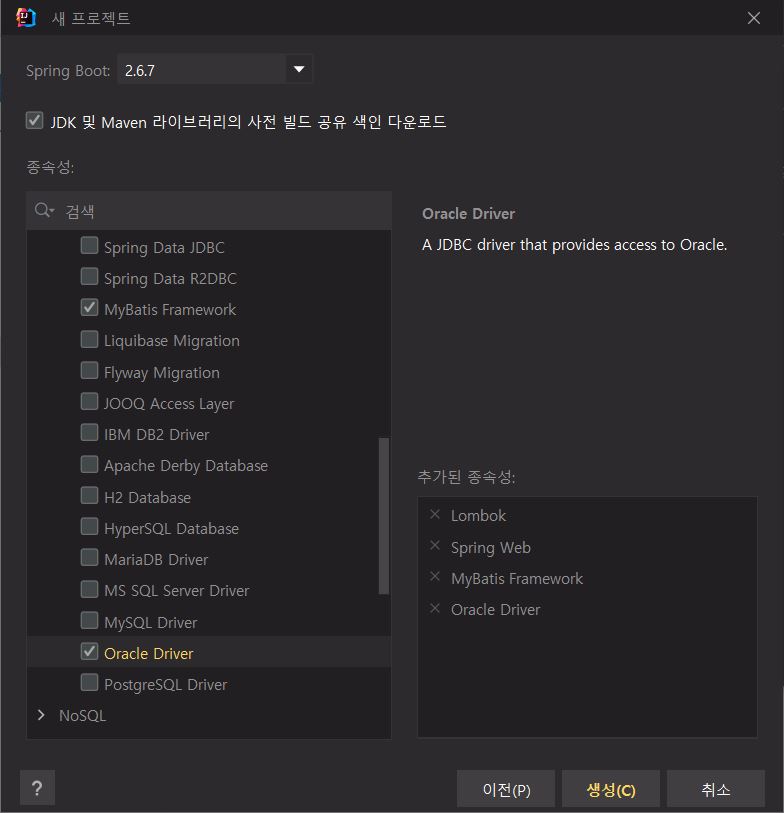 새 프로젝트
Spring Boot: 2.6.7
JDK 및 Maven 라이브러리의 사전 빌드 공유 색인 다운로드
종속성:
검색
Spring Data JDBC
Spring Data R2DBC
MyBatis Framework
Liquibase Migration
Flyway Migration
JOOQ Access Layer
IBM DB2 Driver
Apache Derby Database
H2 Database
HyperSQL Database
MariaDB Driver
MS SQL Server Driver
MySQL Driver
Oracle Driver
PostgreSQL Driver
NoSQL
Oracle Driver
A JDBC driver that provides access to Oracle.
추가된 종속성:
Lombok
Spring Web
MyBatis Framework
Oracle Driver
?
이전(P)
생성(C)
취소